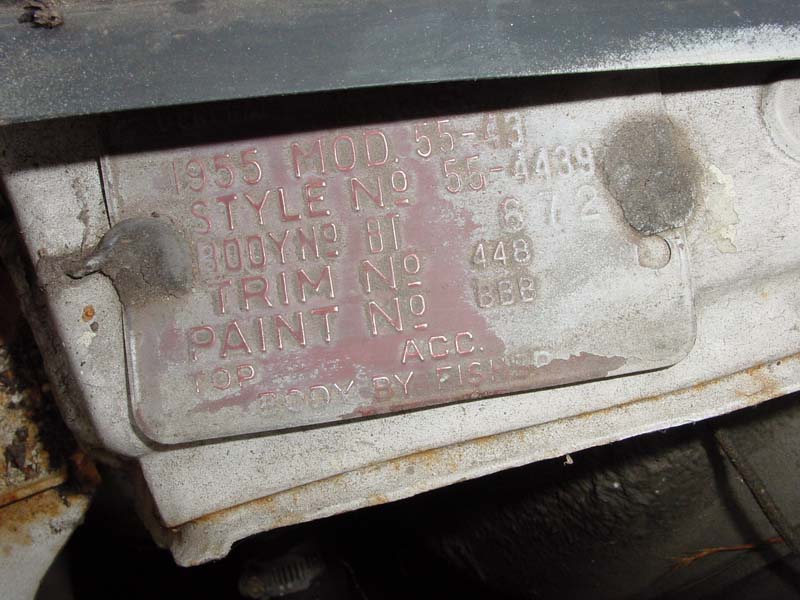 1955 MOD. 55-43
STYLE No 55-4439
BODY No BT 672
TRIM No 448
PAINT No BBB
TOP ACC.
BODY BY FISHER